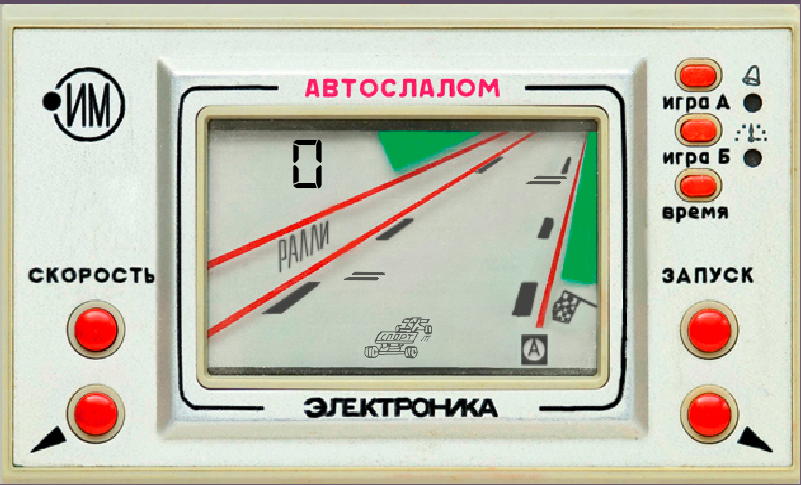 ИМ
АВТОСЛАЛОМ
игра А
игра Б
время
0
РАЛЛИ
СКОРОСТЬ
ЗАПУСК
СПОРТ
А
ЭЛЕКТРОНИКА